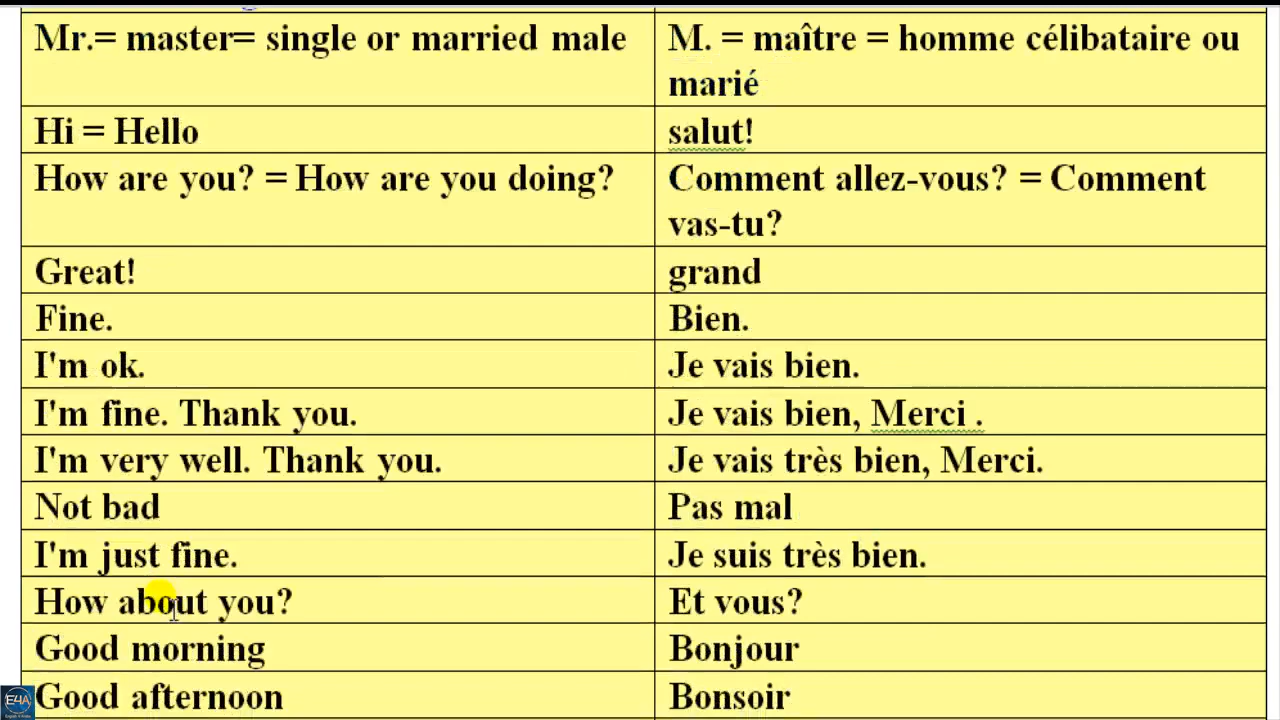 Mr.= master= single or married male
M. = maître = homme célibataire ou
marié
Hi = Hello
salut!
How are you? = How are you doing?
Comment allez-vous? = Comment
vas-tu?
Great!
grand
Fine.
Bien.
I'm ok.
Je vais bien.
I'm fine. Thank you.
Je vais bien, Merci .
I'm very well. Thank you.
Je vais très bien, Merci.
Not bad
Pas mal
I'm just fine.
Je suis très bien.
How about you?
Et vous?
Good morning
Bonjour
Good afternoon
Bonsoir
E4A